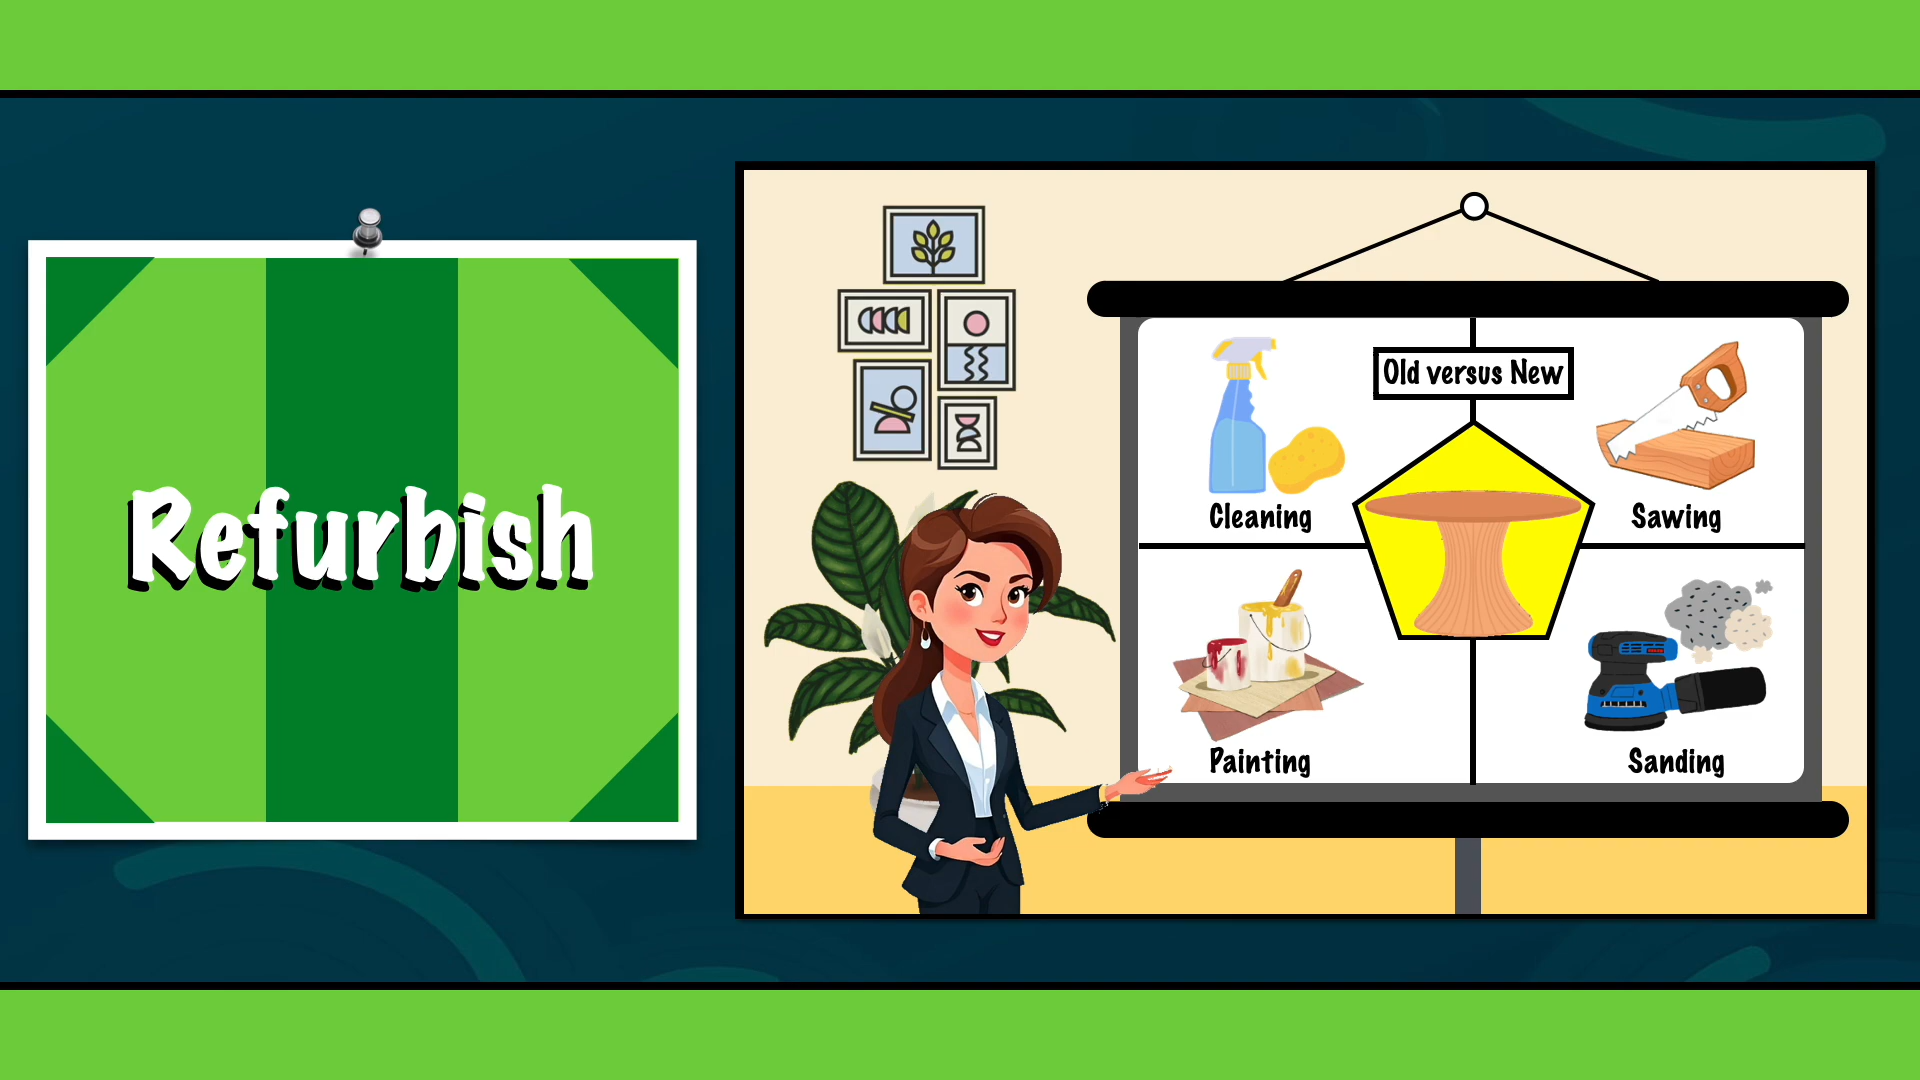 Refurbish
Old versus New
Cleaning
Sawing
Painting
Sanding